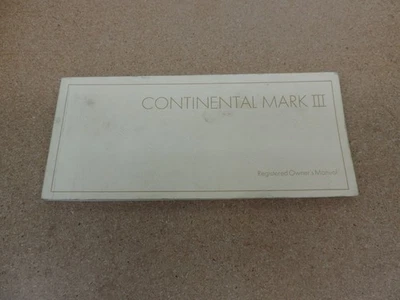 CONTINENTAL MARK III
Registered Owner's Manual